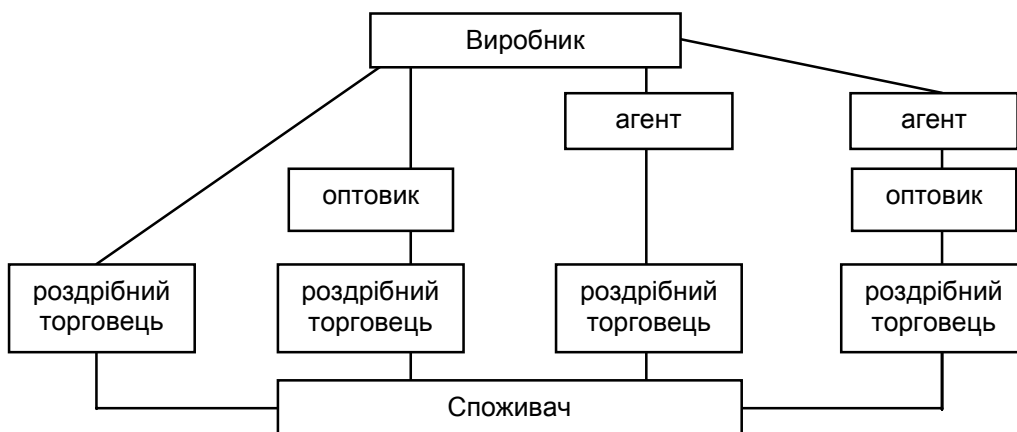 Виробник
агент
агент
оптовик
оптовик
роздрібний
торговець
роздрібний
торговець
роздрібний
торговець
роздрібний
торговець
Споживач